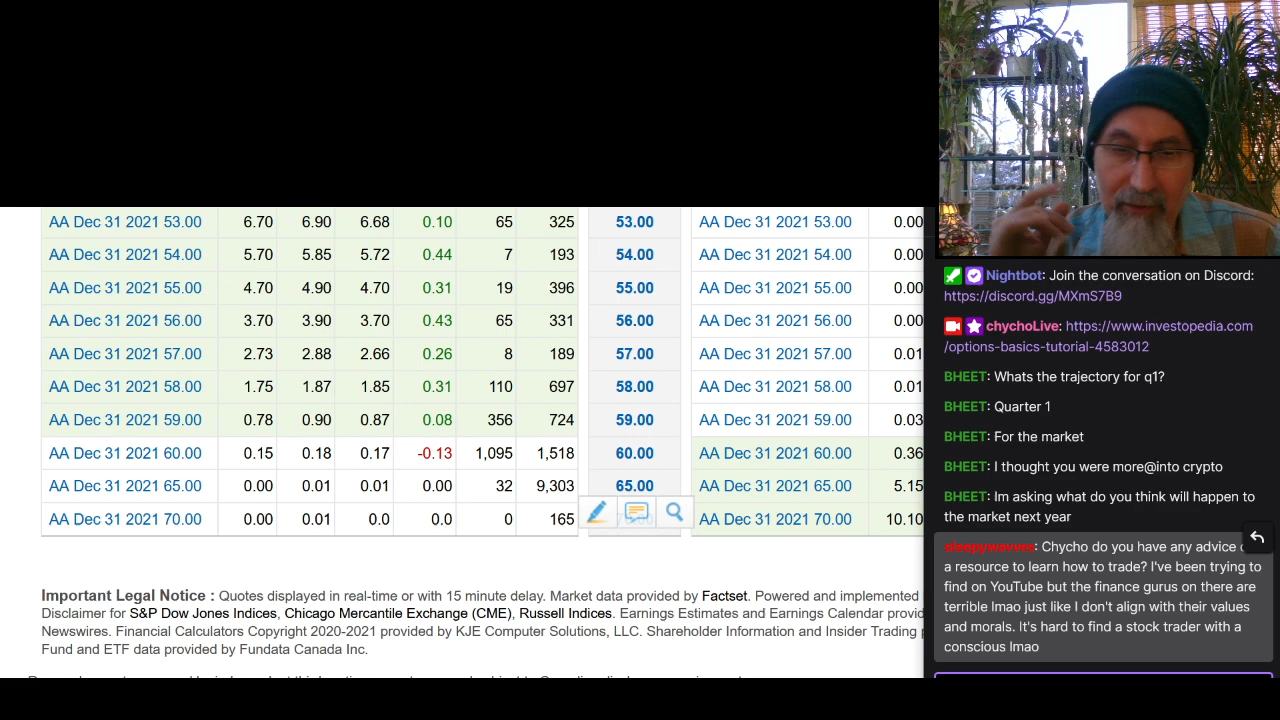 AA Dec 31 2021 53.00 6.70 6.90 6.68 0.10 65 325 53.00 AA Dec 31 2021 53.00 0.00
AA Dec 31 2021 54.00 5.70 5.85 5.72 0.44 7 193 54.00 AA Dec 31 2021 54.00 0.00
AA Dec 31 2021 55.00 4.70 4.90 4.70 0.31 19 396 55.00 AA Dec 31 2021 55.00 0.00
AA Dec 31 2021 56.00 3.70 3.90 3.70 0.43 65 331 56.00 AA Dec 31 2021 56.00 0.00
AA Dec 31 2021 57.00 2.73 2.88 2.66 0.26 8 189 57.00 AA Dec 31 2021 57.00 0.01
AA Dec 31 2021 58.00 1.75 1.87 1.85 0.31 110 697 58.00 AA Dec 31 2021 58.00 0.01
AA Dec 31 2021 59.00 0.78 0.90 0.87 0.08 356 724 59.00 AA Dec 31 2021 59.00 0.03
AA Dec 31 2021 60.00 0.15 0.18 0.17 -0.13 1,095 1,518 60.00 AA Dec 31 2021 60.00 0.36
AA Dec 31 2021 65.00 0.00 0.01 0.01 0.00 32 9,303 65.00 AA Dec 31 2021 65.00 5.15
AA Dec 31 2021 70.00 0.00 0.01 0.0 0.0 0 165 AA Dec 31 2021 70.00 10.10
Important Legal Notice : Quotes displayed in real-time or with 15 minute delay. Market data provided by Factset. Powered and implemented
Disclaimer for S&P Dow Jones Indices, Chicago Mercantile Exchange (CME), Russell Indices. Earnings Estimates and Earnings Calendar provid
Newswires. Financial Calculators Copyright 2020-2021 provided by KJE Computer Solutions, LLC. Shareholder Information and Insider Trading
Fund and ETF data provided by Fundata Canada Inc.
Nightbot: Join the conversation on Discord:
https://discord.gg/MXmS7B9
chychoLive: https://www.investopedia.com
/options-basics-tutorial-4583012
BHEET: Whats the trajectory for q1?
BHEET: Quarter 1
BHEET: For the market
BHEET: I thought you were more@into crypto
BHEET: Im asking what do you think will happen to
the market next year
sleepywavves: Chycho do you have any advice
a resource to learn how to trade? I've been trying to
find on YouTube but the finance gurus on there are
terrible lmao just like I don't align with their values
and morals. It's hard to find a stock trader with a
conscious lmao